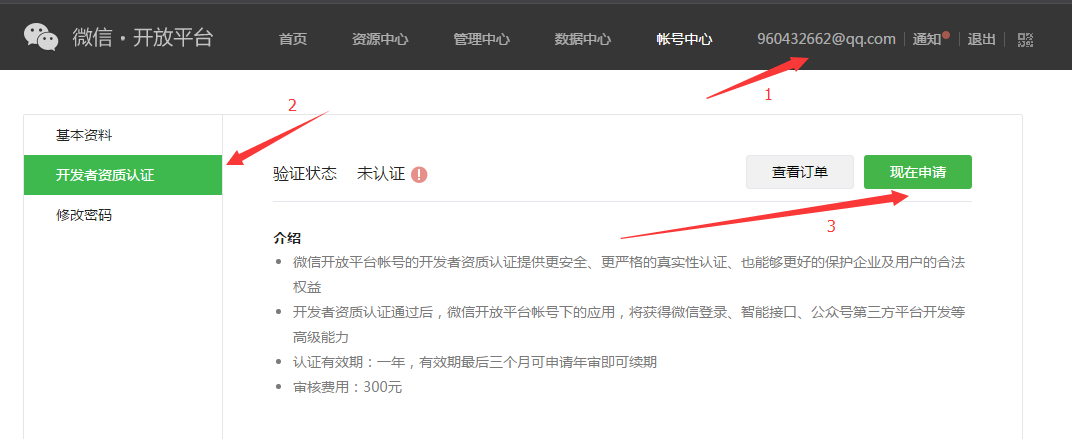 微信·开放平台 首页 资源中心 管理中心 数据中心 帐号中心 960432662@qq.com 通知 退出
1
2
基本资料
开发者资质认证
修改密码
验证状态 未认证 ! 查看订单 现在申请
3
介绍
微信开放平台帐号的开发者资质认证提供更安全、更严格的真实性认证、也能够更好的保护企业及用户的合法
权益
开发者资质认证通过后，微信开放平台帐号下的应用，将获得微信登录、智能接口、公众号第三方平台开发等
高级能力
认证有效期：一年，有效期最后三个月可申请年审即可续期
审核费用：300元